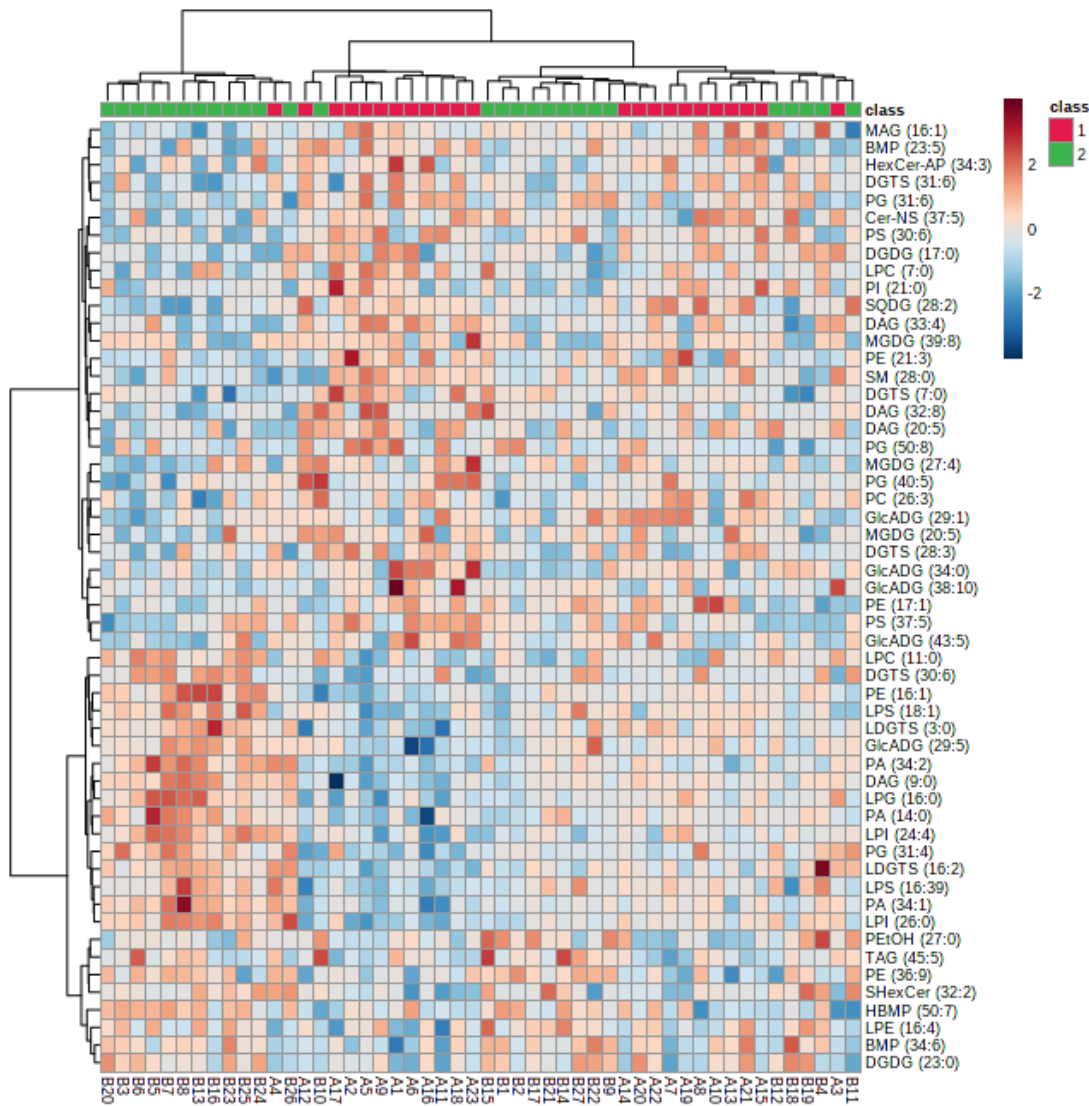 class
MAG (16:1)
BMP (23:5)
HexCer-AP (34:3)
DGTS (31:6)
PG (31:6)
Cer-NS (37:5)
PS (30:6)
DGDG (17:0)
LPC (7:0)
PI (21:0)
SQDG (28:2)
DAG (33:4)
MGDG (39:8)
PE (21:3)
SM (28:0)
DGTS (7:0)
DAG (32:8)
DAG (20:5)
PG (50:8)
MGDG (27:4)
PG (40:5)
PC (26:3)
GlcADG (29:1)
MGDG (20:5)
DGTS (28:3)
GlcADG (34:0)
GlcADG (38:10)
PE (17:1)
PS (37:5)
GlcADG (43:5)
LPC (11:0)
DGTS (30:6)
PE (16:1)
LPS (18:1)
LDGTS (3:0)
GlcADG (29:5)
PA (34:2)
DAG (9:0)
LPG (16:0)
PA (14:0)
LPI (24:4)
PG (31:4)
LDGTS (16:2)
LPS (16:39)
PA (34:1)
LPI (26:0)
PEtOH (27:0)
TAG (45:5)
PE (36:9)
SHexCer (32:2)
HBMP (50:7)
LPE (16:4)
BMP (34:6)
DGDG (23:0)
B20 B3 B6 B5 B7 B8 B13 B16 B23 B25 B24 A4 B26 A12 B10 A17 A2 A5 A9 A1 A6 A16 A11 A18 A23 B15 B1 B2 B17 B21 B14 B27 B22 B9 A14 A20 A22 A7 A19 A8 A10 A13 A21 A15 B12 B18 B19 B4 A3 B11
2
0
-2
class
1
2